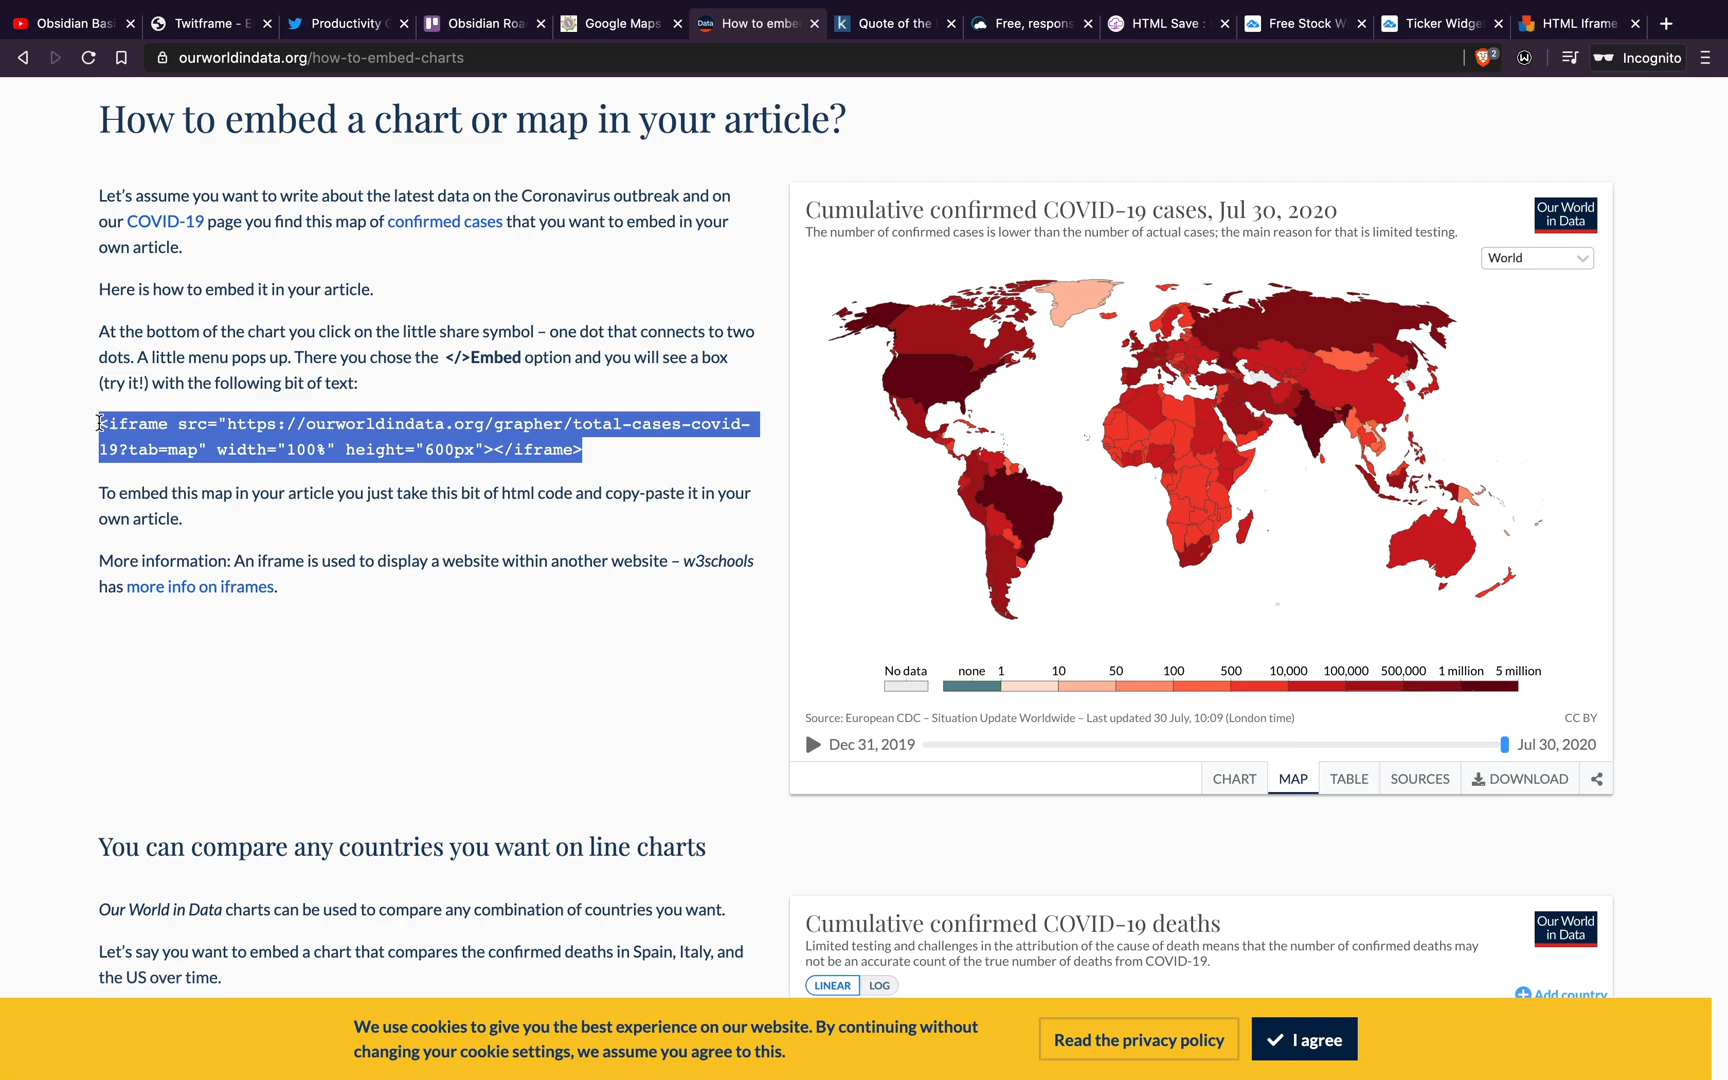 Obsidian Bas
Twitframe - E
Productivity
Obsidian Roa
Google Maps
How to embe
Quote of the
Free, respons
HTML Save :
Free Stock W
Ticker Widge
HTML Iframe
ourworldindata.org/how-to-embed-charts
2
Incognito
How to embed a chart or map in your article?
Let's assume you want to write about the latest data on the Coronavirus outbreak and on
our COVID-19 page you find this map of confirmed cases that you want to embed in your
own article.
Here is how to embed it in your article.
At the bottom of the chart you click on the little share symbol – one dot that connects to two
dots. A little menu pops up. There you chose the </>Embed option and you will see a box
(try it!) with the following bit of text:
<iframe src="https://ourworldindata.org/grapher/total-cases-covid-
19?tab=map" width="100%" height="600px"></iframe>
To embed this map in your article you just take this bit of html code and copy-paste it in your
own article.
More information: An iframe is used to display a website within another website – w3schools
has more info on iframes.
Cumulative confirmed COVID-19 cases, Jul 30, 2020
The number of confirmed cases is lower than the number of actual cases; the main reason for that is limited testing.
Our World
in Data
World
No data none 1 10 50 100 500 10,000 100,000 500,000 1 million 5 million
Source: European CDC – Situation Update Worldwide – Last updated 30 July, 10:09 (London time)
CC BY
Dec 31, 2019
Jul 30, 2020
CHART MAP TABLE SOURCES DOWNLOAD
You can compare any countries you want on line charts
Our World in Data charts can be used to compare any combination of countries you want.
Let's say you want to embed a chart that compares the confirmed deaths in Spain, Italy, and
the US over time.
Cumulative confirmed COVID-19 deaths
Limited testing and challenges in the attribution of the cause of death means that the number of confirmed deaths may
not be an accurate count of the true number of deaths from COVID-19.
Our World
in Data
LINEAR LOG
Add country
We use cookies to give you the best experience on our website. By continuing without
changing your cookie settings, we assume you agree to this.
Read the privacy policy
I agree